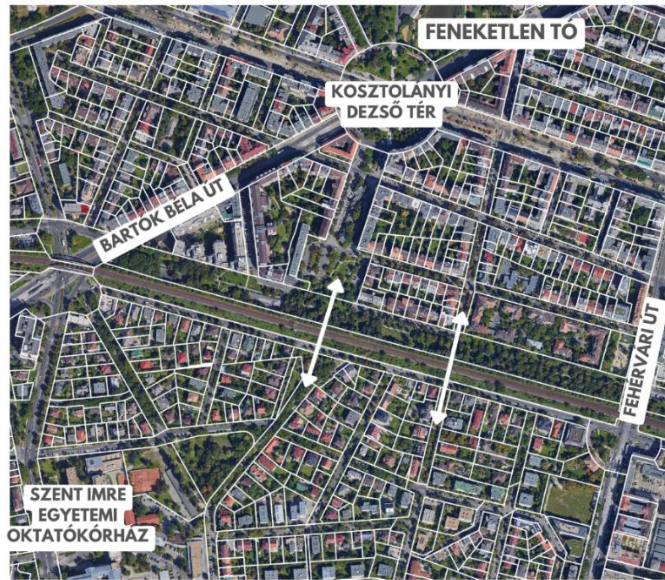 FENEKETLEN TÓ
KOSZTOLÁNYI
DEZSŐ TÉR
BARTÓK BÉLA ÚT
FEHÉRVÁRI ÚT
SZENT IMRE
EGYETEMI
OKTATÓKÓRHÁZ